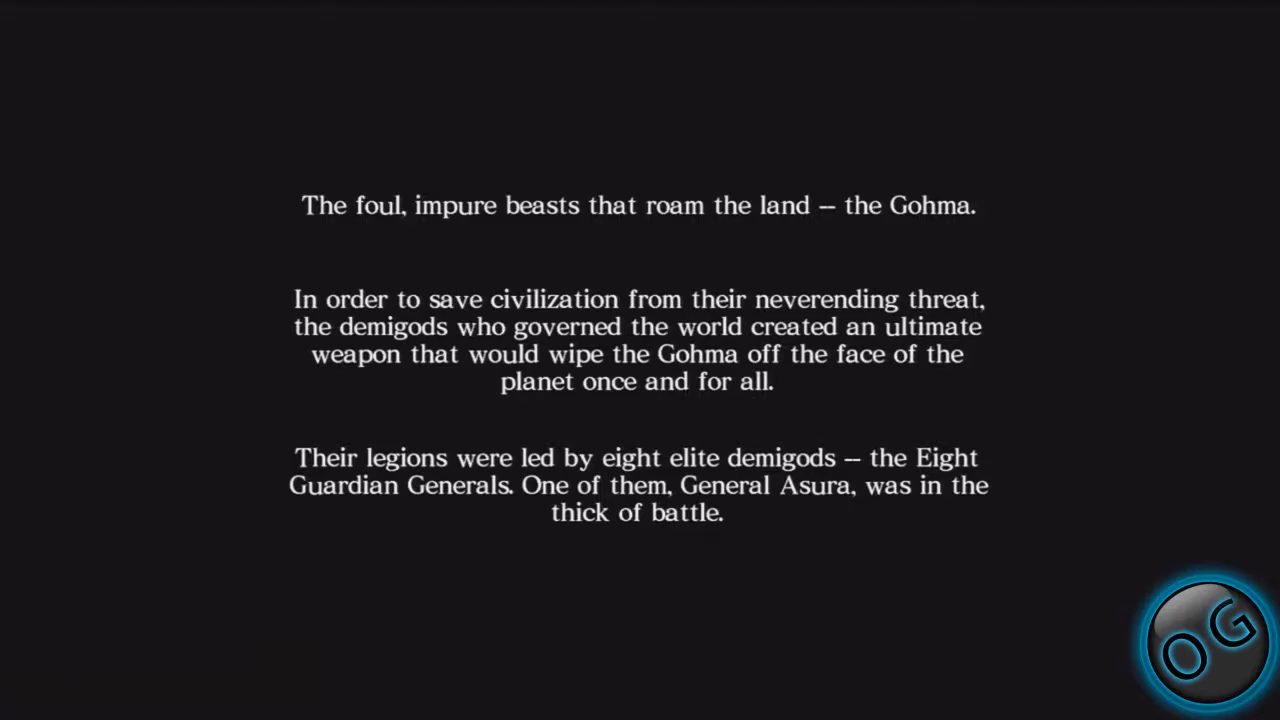 The foul, impure beasts that roam the land -- the Gohma.
In order to save civilization from their neverending threat,
the demigods who governed the world created an ultimate
weapon that would wipe the Gohma off the face of the
planet once and for all.
Their legions were led by eight elite demigods -- the Eight
Guardian Generals. One of them, General Asura, was in the
thick of battle.
OG